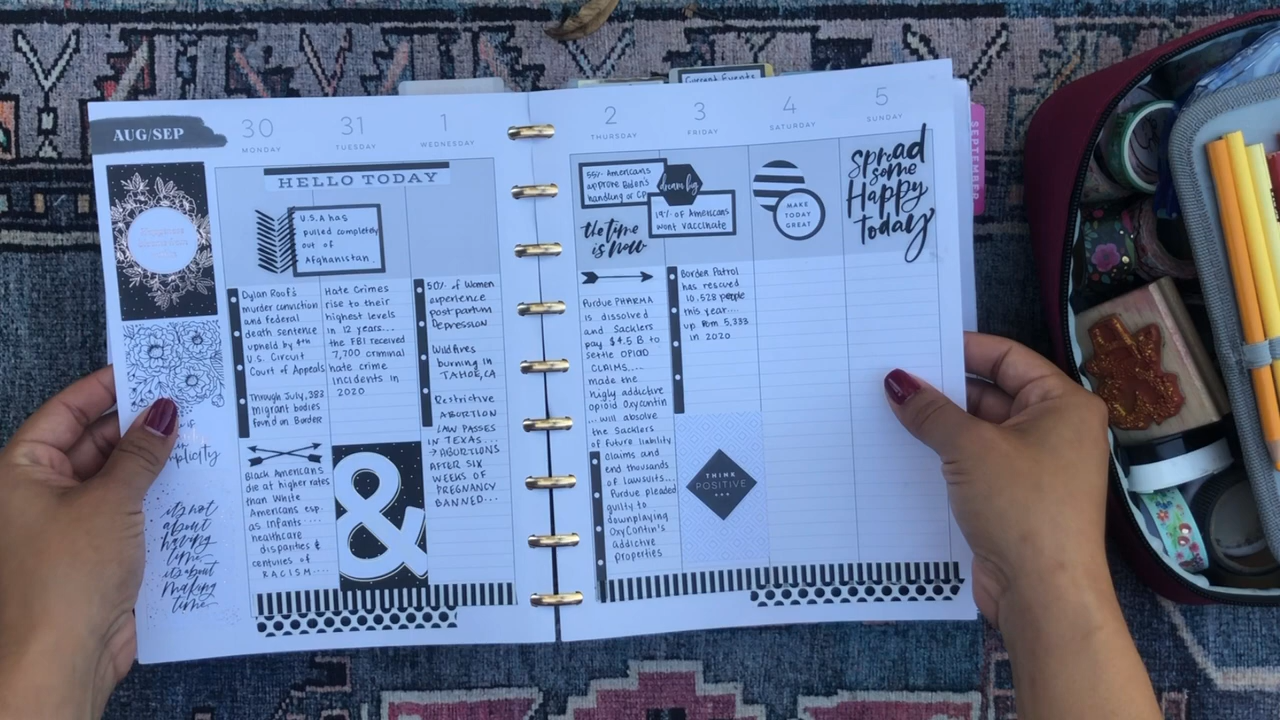 Current Events
SEPTEMBER
AUG/SEP
30
MONDAY
31
TUESDAY
1
WEDNESDAY
HELLO TODAY
U.S.A has
pulled completely
out of
Afghanistan.
Dylan Roof's
murder conviction
and federal
death sentence
upheld by 4th
U.S. Circuit
Court of Appeals
Through July, 383
migrant bodies
found on Border
Black Americans
die at higher rates
than White
Americans esp.
as infants....
healthcare
disparities &
centuries of
RACISM....
Hate Crimes
rise to their
highest levels
in 12 years...
the FBI received
7,700 criminal
hate crime
incidents in
2020
&
50% of Women
experience
postpartum
Depression
Wildfires
burning in
TAHOE, CA
Restrictive
ABORTION
LAW PASSES
IN TEXAS...
→ ABORTIONS
AFTER SIX
WEEKS OF
PREGNANCY
BANNED...
it's not
about
having
time,
it's about
making
time.
2
THURSDAY
3
FRIDAY
4
SATURDAY
5
SUNDAY
55% Americans
approve Biden's
handling of
dream big
19% of Americans
wont vaccinate
the time
is now
MAKE
TODAY
GREAT
spread
some
Happy
today
Purdue PHARMA
is dissolved
and Sacklers
pay $4.5 B to
settle OPIOID
CLAIMS....
made the
higly addictive
opioid Oxycontin
... will absolve
the Sacklers
of future liability
claims and
end thousands
of lawsuits...
Purdue pleaded
guilty to
downplaying
OxyContin's
addictive
properties
Border Patrol
has rescued
10,528 people
this year...
up from 5,333
in 2020
THINK
POSITIVE